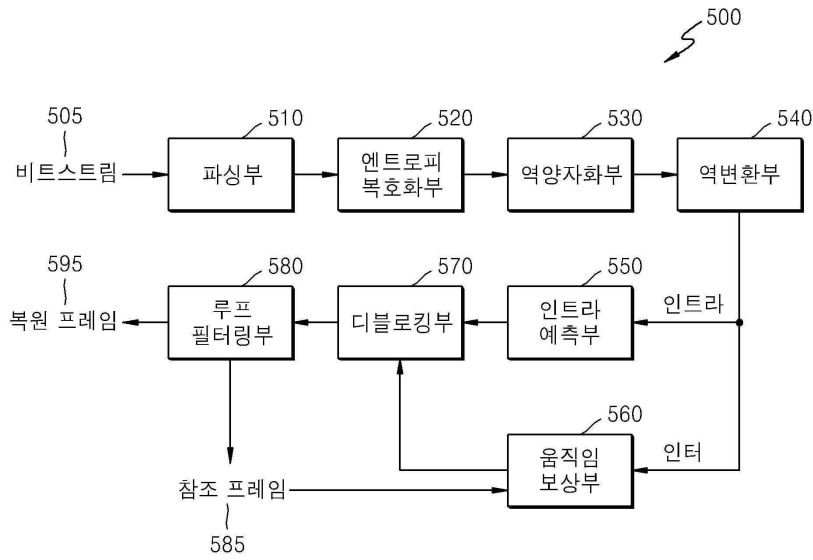 500
505
510
520
530
540
비트스트림
파싱부
엔트로피
복호화부
역양자화부
역변환부
595
580
570
550
복원 프레임
루프
필터링부
디블로킹부
인트라
예측부
인트라
560
움직임
보상부
인터
참조 프레임
585